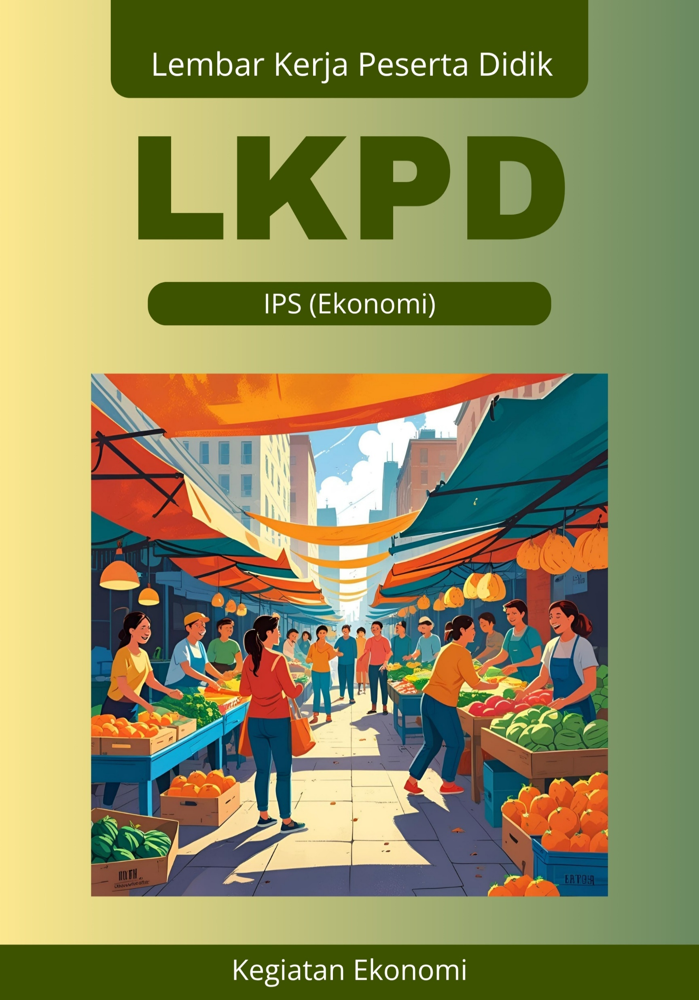 Lembar Kerja Peserta Didik
LKPD
IPS (Ekonomi)
Kegiatan Ekonomi